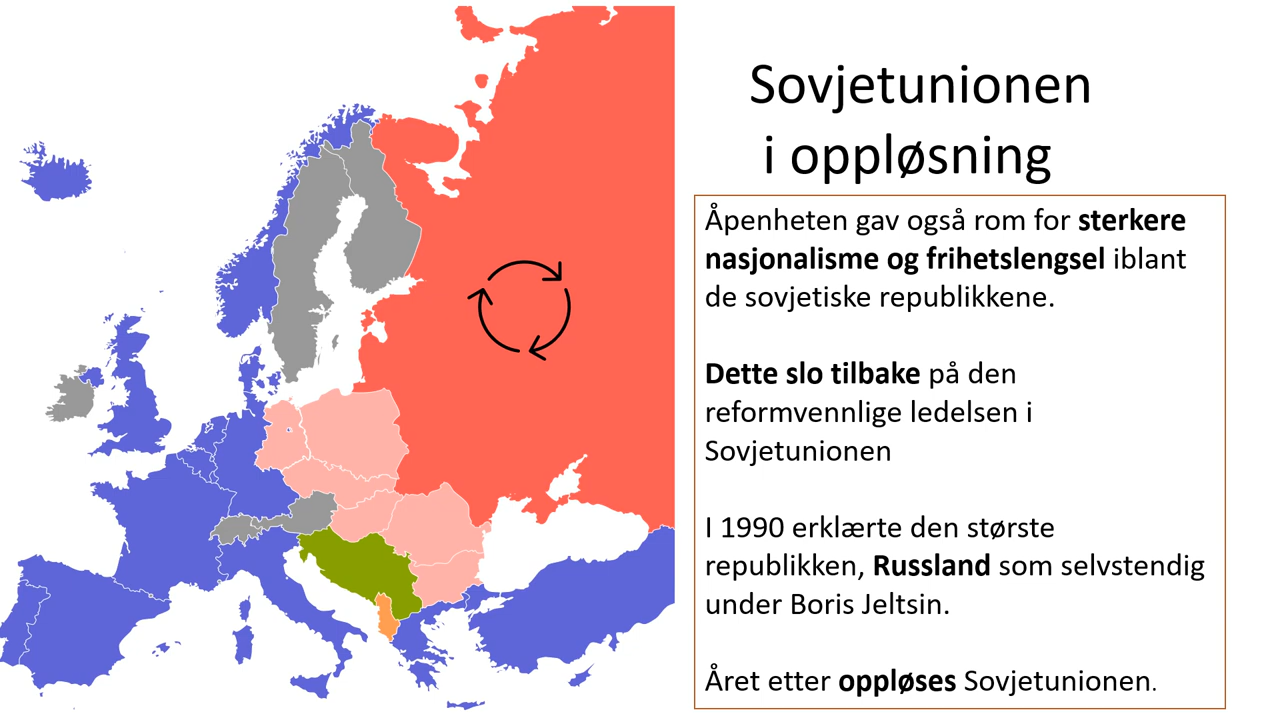 Sovjetunionen
i oppløsning
Åpenheten gav også rom for sterkere
nasjonalisme og frihetslengsel iblant
de sovjetiske republikkene.
Dette slo tilbake på den
reformvennlige ledelsen i
Sovjetunionen
I 1990 erklærte den største
republikken, Russland som selvstendig
under Boris Jeltsin.
Året etter oppløses Sovjetunionen.